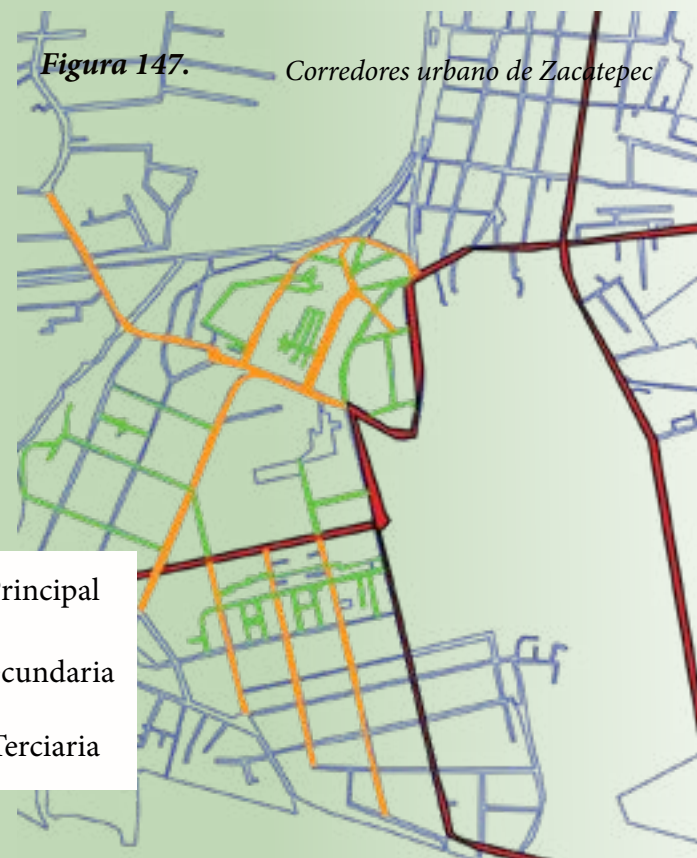 Figura 147. Corredores urbano de Zacatepec
rincipal
cundaria
Terciaria